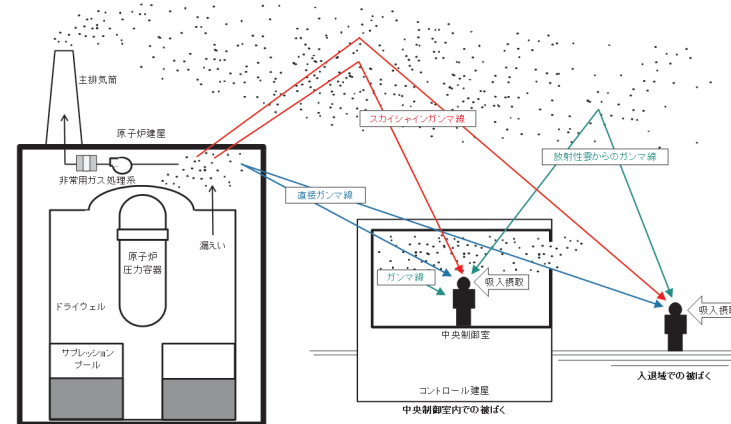 主排気筒
原子炉建屋
スカイシャインガンマ線
放射性雲からのガンマ線
非常用ガス処理系
直接ガンマ線
漏えい
原子炉
圧力容器
ガンマ線
吸入摂取
ドライウェル
吸入摂取
中央制御室
サプレッション
プール
入退域での被ばく
コントロール建屋
中央制御室内での被ばく